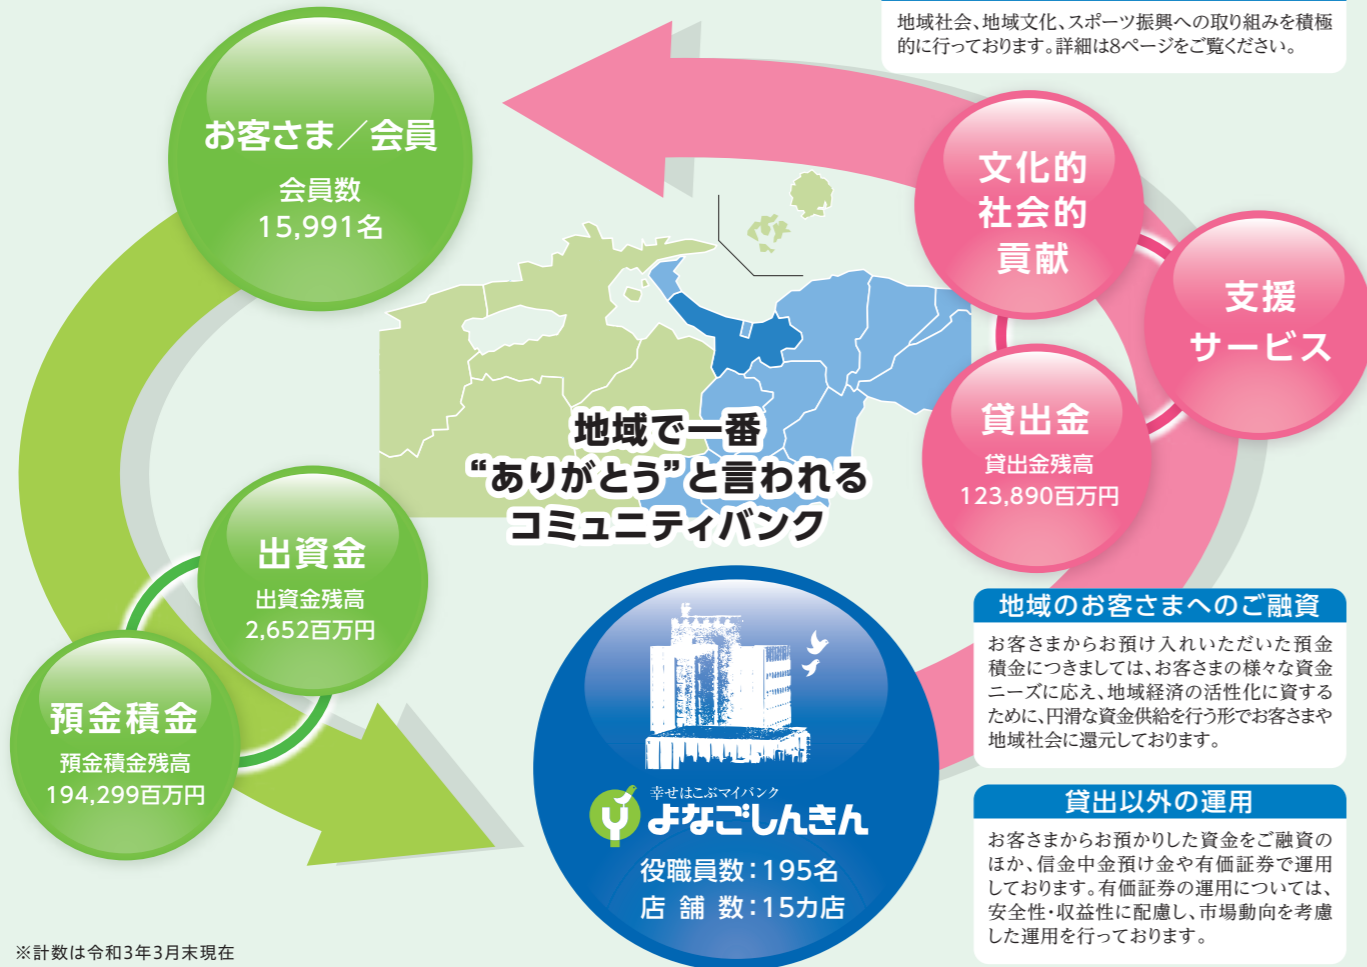 地域社会、地域文化、スポーツ振興への取り組みを積極
的に行っております。詳細は8ページをご覧ください。
お客さま／会員
会員数
15,991名
文化的
社会的
貢献
支援
サービス
貸出金
貸出金残高
123,890百万円
地域で一番
“ありがとう”と言われる
コミュニティバンク
出資金
出資金残高
2,652百万円
預金積金
預金積金残高
194,299百万円
幸せはこぶマイバンク
よなごしんきん
役職員数：195名
店 舗 数：15カ店
地域のお客さまへのご融資
お客さまからお預け入れいただいた預金
積金につきましては、お客さまの様々な資金
ニーズに応え、地域経済の活性化に資する
ために、円滑な資金供給を行う形でお客さまや
地域社会に還元しております。
貸出以外の運用
お客さまからお預かりした資金をご融資の
ほか、信金中金預け金や有価証券で運用
しております。有価証券の運用については、
安全性・収益性に配慮し、市場動向を考慮
した運用を行っております。
※計数は令和3年3月末現在